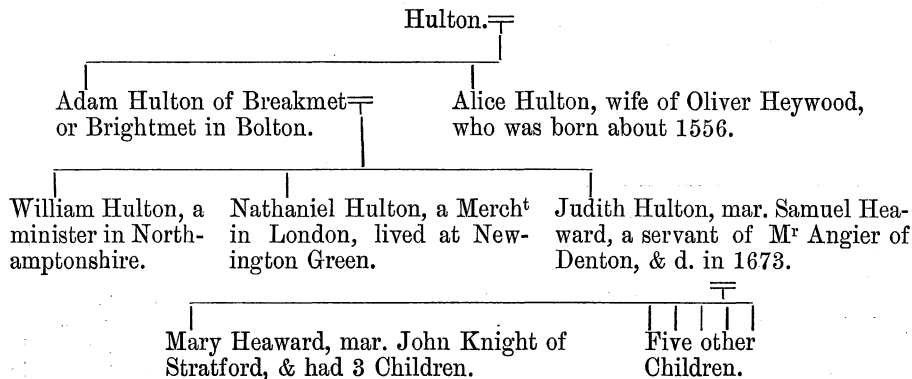 Hulton.
Adam Hulton of Breakmet
or Brightmet in Bolton.
Alice Hulton, wife of Oliver Heywood,
who was born about 1556.
William Hulton, a
minister in North-
amptonshire.
Nathaniel Hulton, a Mercht
in London, lived at New-
ington Green.
Judith Hulton, mar. Samuel Hea-
ward, a servant of Mr Angier of
Denton, & d. in 1673.
Mary Heaward, mar. John Knight of
Stratford, & had 3 Children.
Five other
Children.